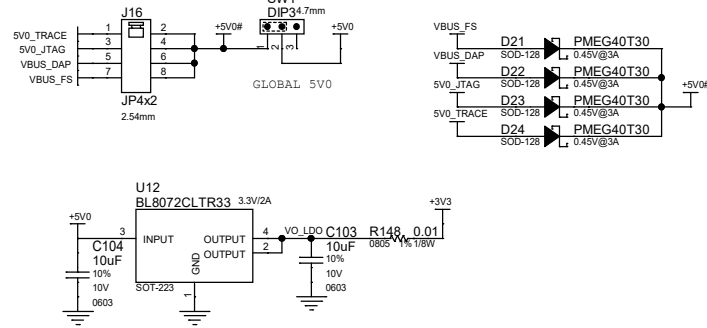 J16
5V0_TRACE 1 2
5V0_JTAG 3 4
VBUS_DAP 5 6
VBUS_FS 7 8
JP4x2
2.54mm
+5V0#
DIP3 4.7mm
1 2 3
+5V0
GLOBAL 5V0
VBUS_FS
D21 PMEG40T30
SOD-128 0.45V@3A
VBUS_DAP
D22 PMEG40T30
SOD-128 0.45V@3A
5V0_JTAG
D23 PMEG40T30
SOD-128 0.45V@3A
5V0_TRACE
D24 PMEG40T30
SOD-128 0.45V@3A
+5V0#
U12
BL8072CLTR33 3.3V/2A
+5V0
3 INPUT OUTPUT 4
OUTPUT 2
GND
1
SOT-223
C104
10uF
10%
10V
0603
VO_LDO
C103
10uF
10%
10V
0603
R148 0.01
0805 1% 1/8W
+3V3